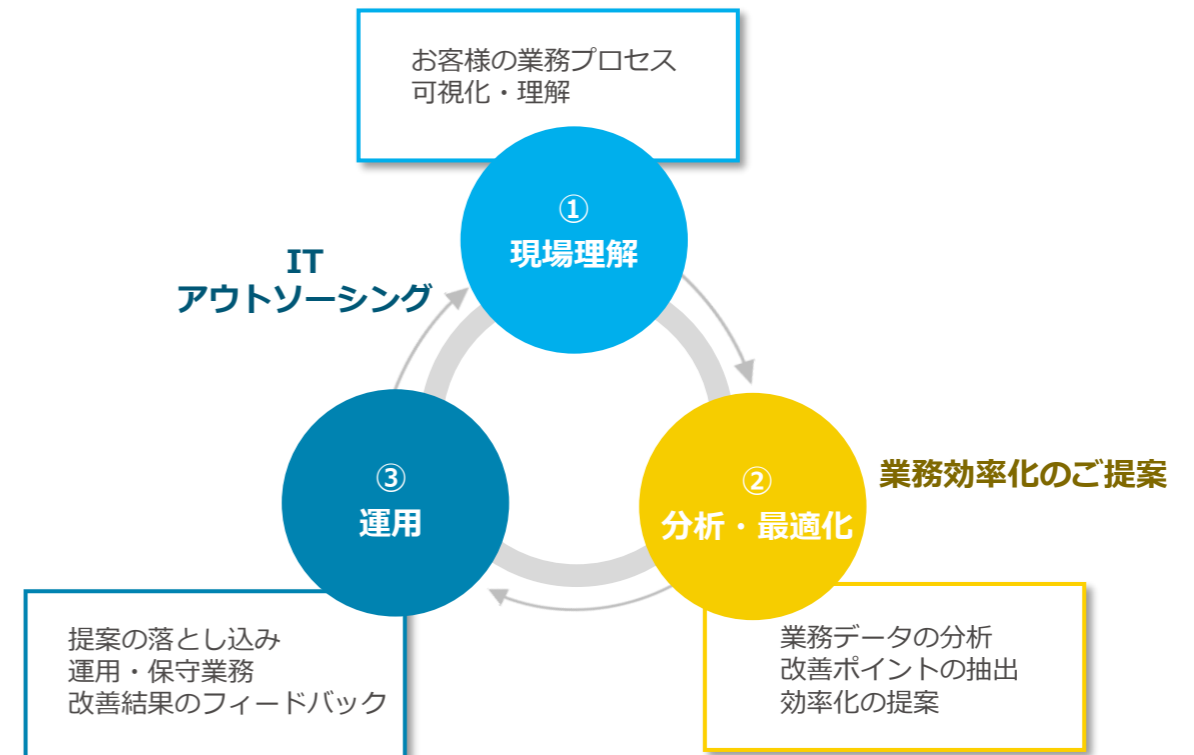 お客様の業務プロセス
可視化・理解
①
現場理解
IT
アウトソーシング
③
運用
②
分析・最適化
業務効率化のご提案
提案の落とし込み
運用・保守業務
改善結果のフィードバック
業務データの分析
改善ポイントの抽出
効率化の提案